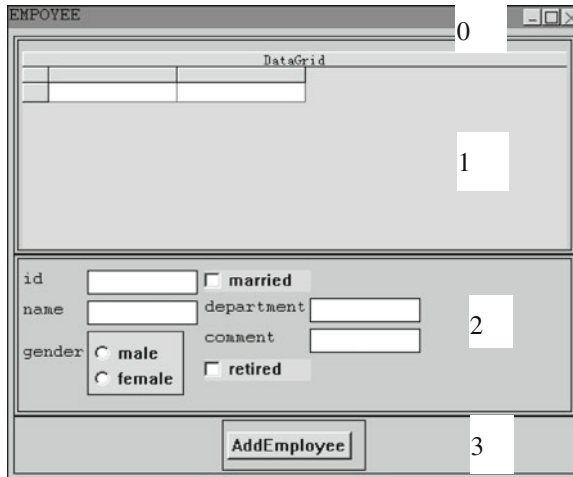 EMPOYEE
0
DataGrid
1
id
married
name
department
comment
gender
male
female
retired
2
AddEmployee
3